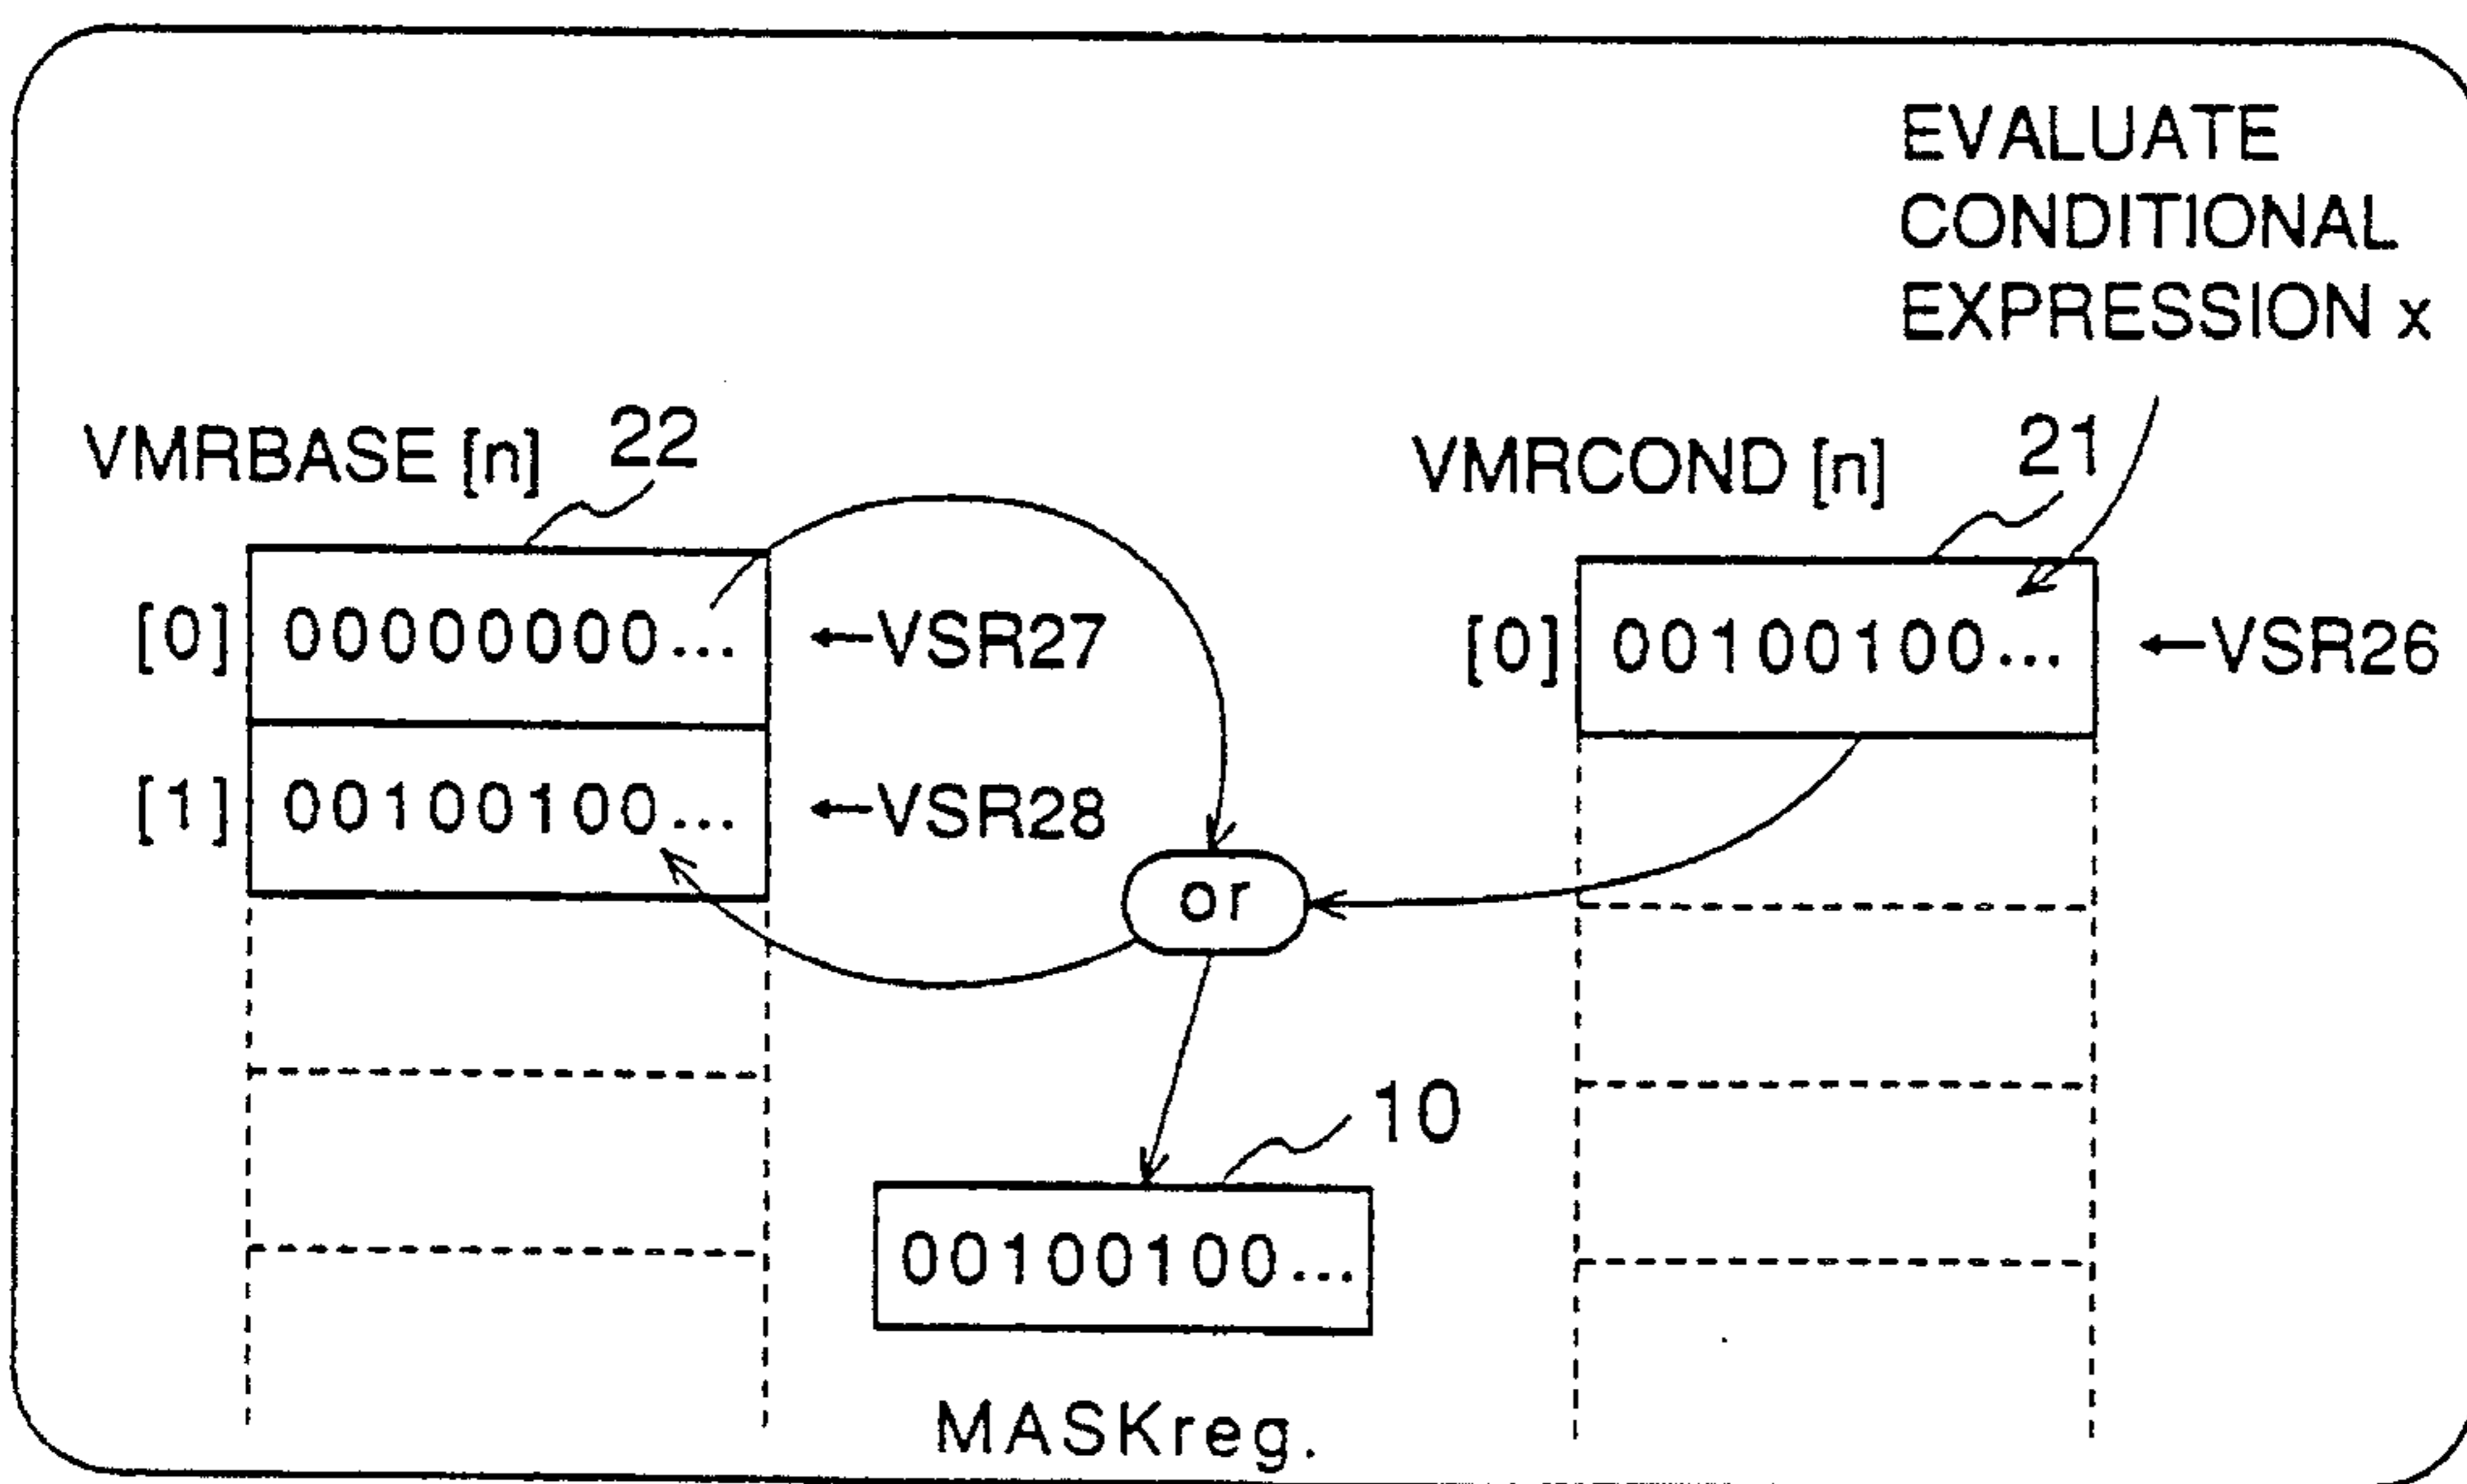 EVALUATE
CONDITIONAL
EXPRESSION x
VMRBASE [n] 22
VMRCOND [n] 21
[0] 00000000... ←VSR27
[0] 00100100... ←VSR26
[1] 00100100... ←VSR28
or
10
00100100...
MASKreg.